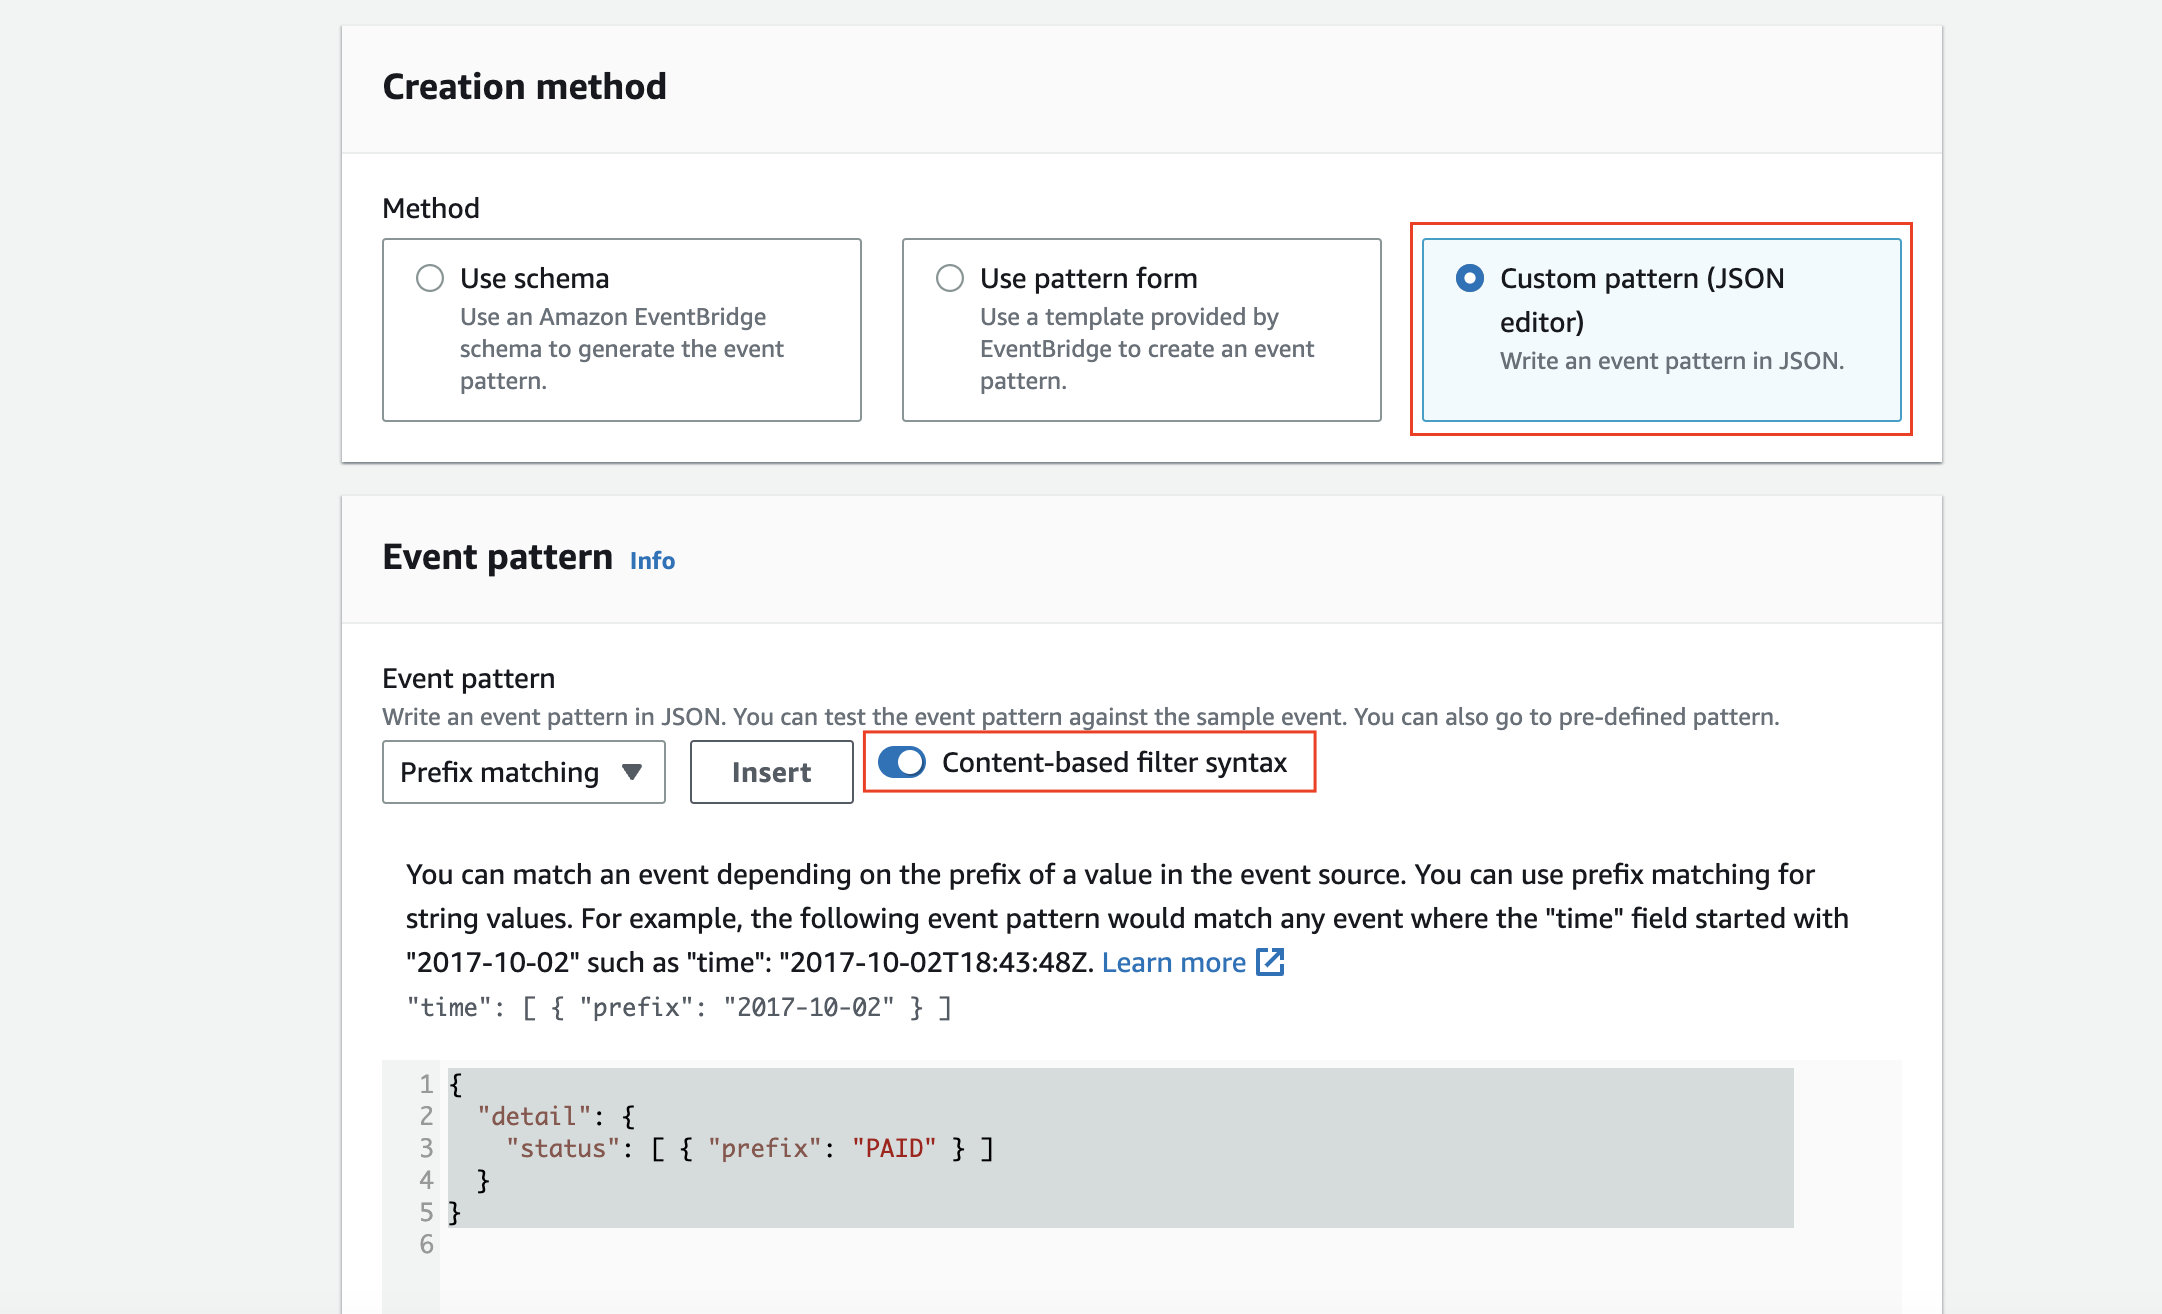 Creation method
Method
Use schema
Use an Amazon EventBridge
schema to generate the event
pattern.
Use pattern form
Use a template provided by
EventBridge to create an event
pattern.
Custom pattern (JSON
editor)
Write an event pattern in JSON.
Event pattern Info
Event pattern
Write an event pattern in JSON. You can test the event pattern against the sample event. You can also go to pre-defined pattern.
Prefix matching Insert Content-based filter syntax
You can match an event depending on the prefix of a value in the event source. You can use prefix matching for
string values. For example, the following event pattern would match any event where the "time" field started with
"2017-10-02" such as "time": "2017-10-02T18:43:48Z. Learn more
"time": [ { "prefix": "2017-10-02" } ]
1 {
2   "detail": {
3     "status": [ { "prefix": "PAID" } ]
4   }
5 }
6